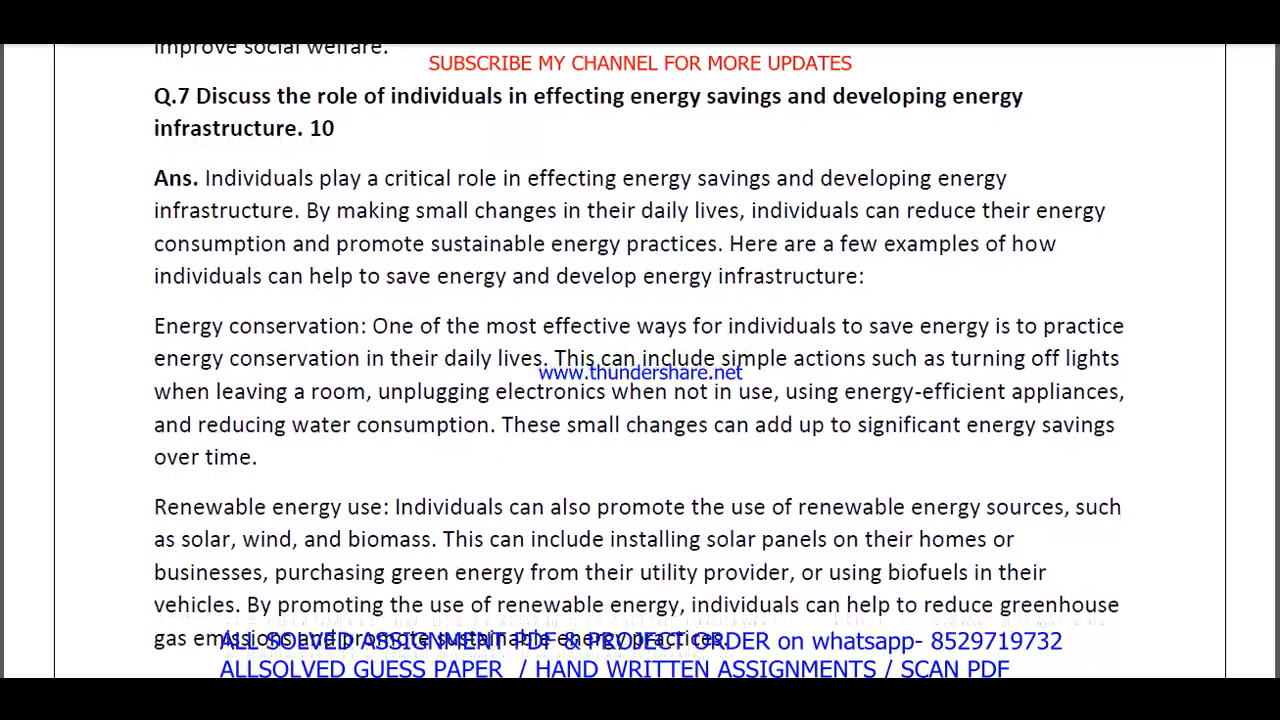 improve social welfare.
SUBSCRIBE MY CHANNEL FOR MORE UPDATES
Q.7 Discuss the role of individuals in effecting energy savings and developing energy
infrastructure. 10
Ans. Individuals play a critical role in effecting energy savings and developing energy
infrastructure. By making small changes in their daily lives, individuals can reduce their energy
consumption and promote sustainable energy practices. Here are a few examples of how
individuals can help to save energy and develop energy infrastructure:
Energy conservation: One of the most effective ways for individuals to save energy is to practice
energy conservation in their daily lives. This can include simple actions such as turning off lights
www.thundershare.net
when leaving a room, unplugging electronics when not in use, using energy-efficient appliances,
and reducing water consumption. These small changes can add up to significant energy savings
over time.
Renewable energy use: Individuals can also promote the use of renewable energy sources, such
as solar, wind, and biomass. This can include installing solar panels on their homes or
businesses, purchasing green energy from their utility provider, or using biofuels in their
vehicles. By promoting the use of renewable energy, individuals can help to reduce greenhouse
gas emissions and promote sustainable energy practices.
ALL SOLVED ASSIGNMENT PDF & PROJECT ORDER on whatsapp- 8529719732
ALLSOLVED GUESS PAPER / HAND WRITTEN ASSIGNMENTS / SCAN PDF